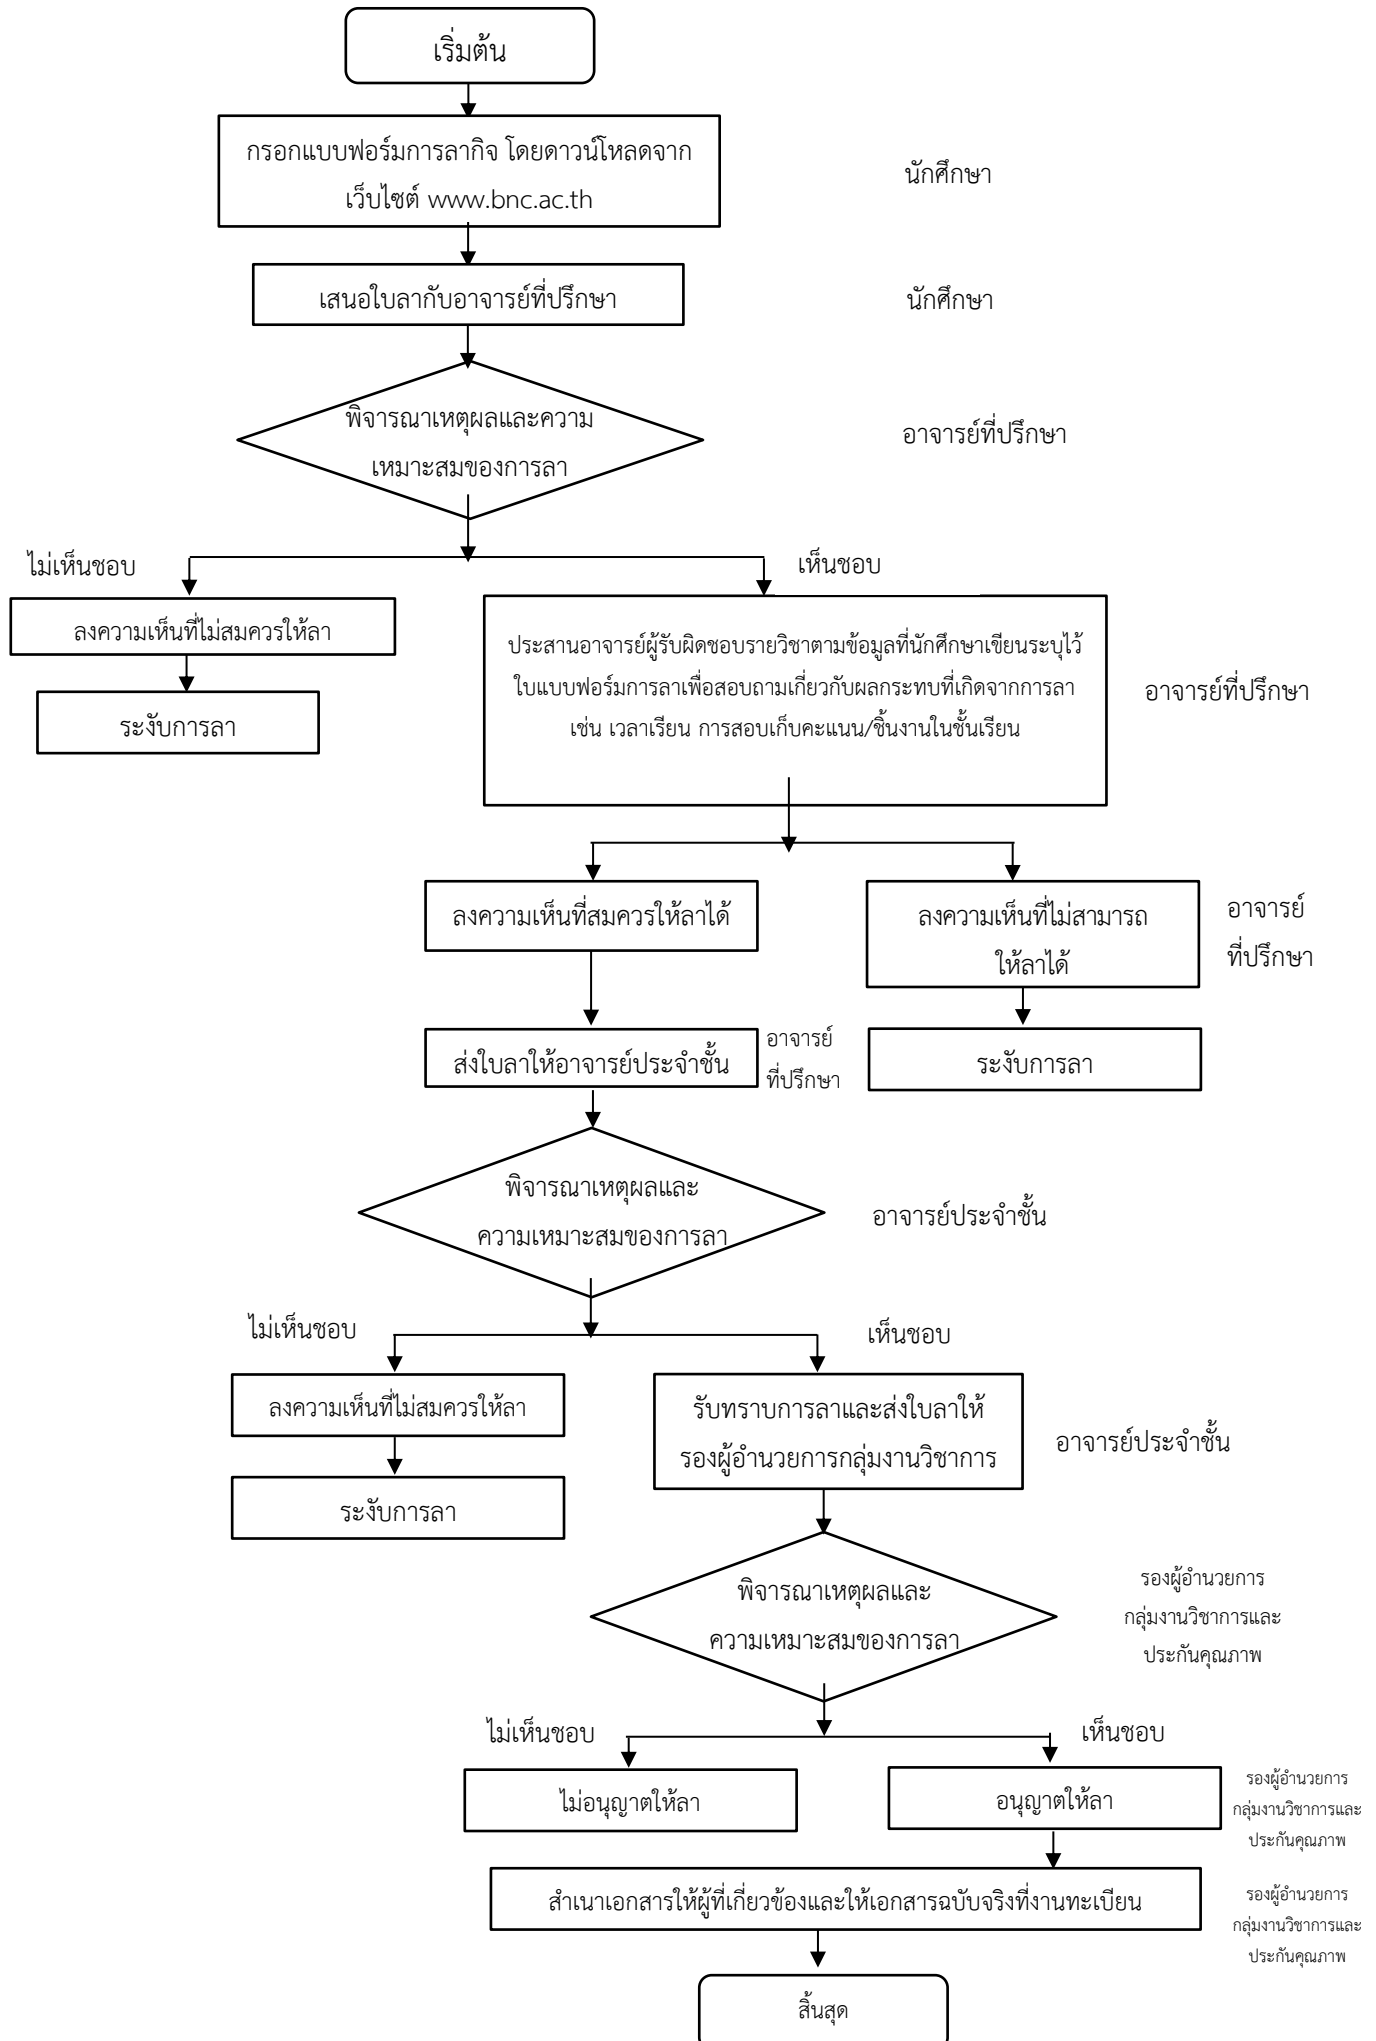 เริ่มต้น
กรอกแบบฟอร์มการลากิจ โดยดาวน์โหลดจาก
เว็บไซต์ www.bnc.ac.th
นักศึกษา
เสนอใบลากับอาจารย์ที่ปรึกษา
นักศึกษา
พิจารณาเหตุผลและความ
เหมาะสมของการลา
อาจารย์ที่ปรึกษา
ไม่เห็นชอบ
เห็นชอบ
ลงความเห็นที่ไม่สมควรให้ลา
ระงับการลา
ประสานอาจารย์ผู้รับผิดชอบรายวิชาตามข้อมูลที่นักศึกษาเขียนระบุไว้
ใบแบบฟอร์มการลาเพื่อสอบถามเกี่ยวกับผลกระทบที่เกิดจากการลา
เช่น เวลาเรียน การสอบเก็บคะแนน/ชิ้นงานในชั้นเรียน
อาจารย์ที่ปรึกษา
ลงความเห็นที่สมควรให้ลาได้
ลงความเห็นที่ไม่สามารถ
ให้ลาได้
อาจารย์
ที่ปรึกษา
ส่งใบลาให้อาจารย์ประจำชั้น
อาจารย์
ที่ปรึกษา
ระงับการลา
พิจารณาเหตุผลและ
ความเหมาะสมของการลา
อาจารย์ประจำชั้น
ไม่เห็นชอบ
เห็นชอบ
ลงความเห็นที่ไม่สมควรให้ลา
ระงับการลา
รับทราบการลาและส่งใบลาให้
รองผู้อำนวยการกลุ่มงานวิชาการ
อาจารย์ประจำชั้น
พิจารณาเหตุผลและ
ความเหมาะสมของการลา
รองผู้อำนวยการ
กลุ่มงานวิชาการและ
ประกันคุณภาพ
ไม่เห็นชอบ
เห็นชอบ
ไม่อนุญาตให้ลา
อนุญาตให้ลา
รองผู้อำนวยการ
กลุ่มงานวิชาการและ
ประกันคุณภาพ
สำเนาเอกสารให้ผู้ที่เกี่ยวข้องและให้เอกสารฉบับจริงที่งานทะเบียน
รองผู้อำนวยการ
กลุ่มงานวิชาการและ
ประกันคุณภาพ
สิ้นสุด